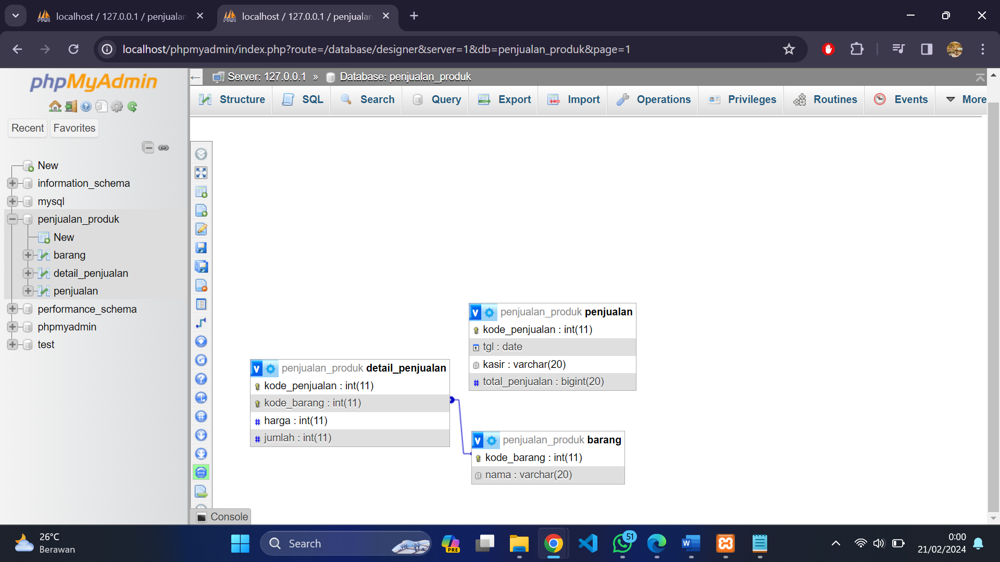 localhost / 127.0.0.1 / penjualan
localhost / 127.0.0.1 / penjualan
localhost/phpmyadmin/index.php?route=/database/designer&server=1&db=penjualan_produk&page=1
phpMyAdmin
Recent
Favorites
New
information_schema
mysql
penjualan_produk
New
barang
detail_penjualan
penjualan
performance_schema
phpmyadmin
test
Server: 127.0.0.1 » Database: penjualan_produk
Structure
SQL
Search
Query
Export
Import
Operations
Privileges
Routines
Events
More
penjualan_produk penjualan
kode_penjualan : int(11)
tgl : date
kasir : varchar(20)
total_penjualan : bigint(20)
penjualan_produk detail_penjualan
kode_penjualan : int(11)
kode_barang : int(11)
harga : int(11)
jumlah : int(11)
penjualan_produk barang
kode_barang : int(11)
nama : varchar(20)
Console
26°C
Berawan
Search
PRE
51
0:00
21/02/2024